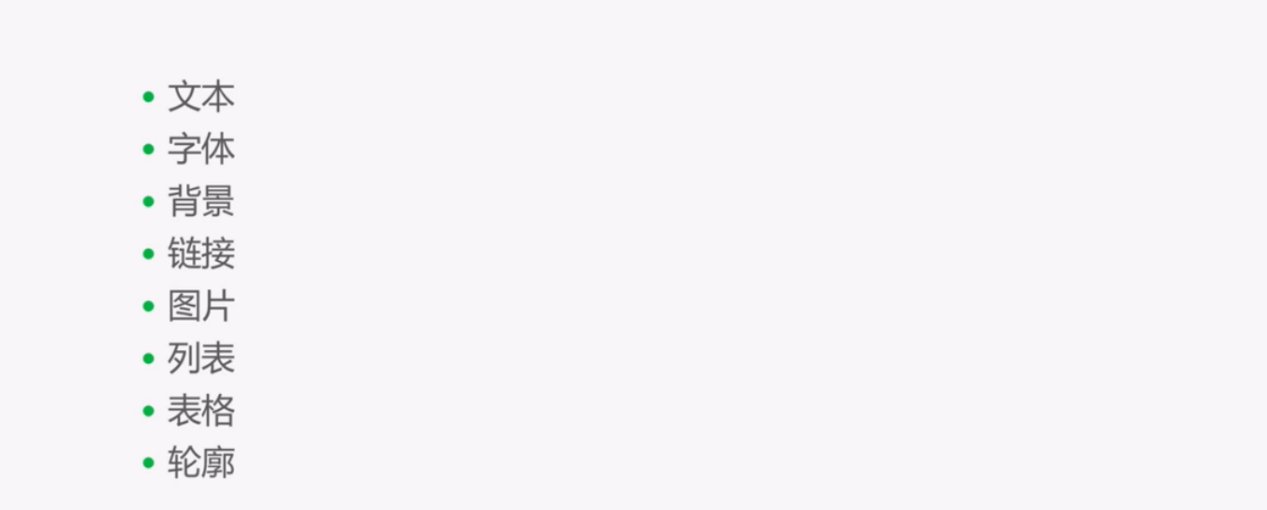 • 文本
• 字体
• 背景
• 链接
• 图片
• 列表
• 表格
• 轮廓